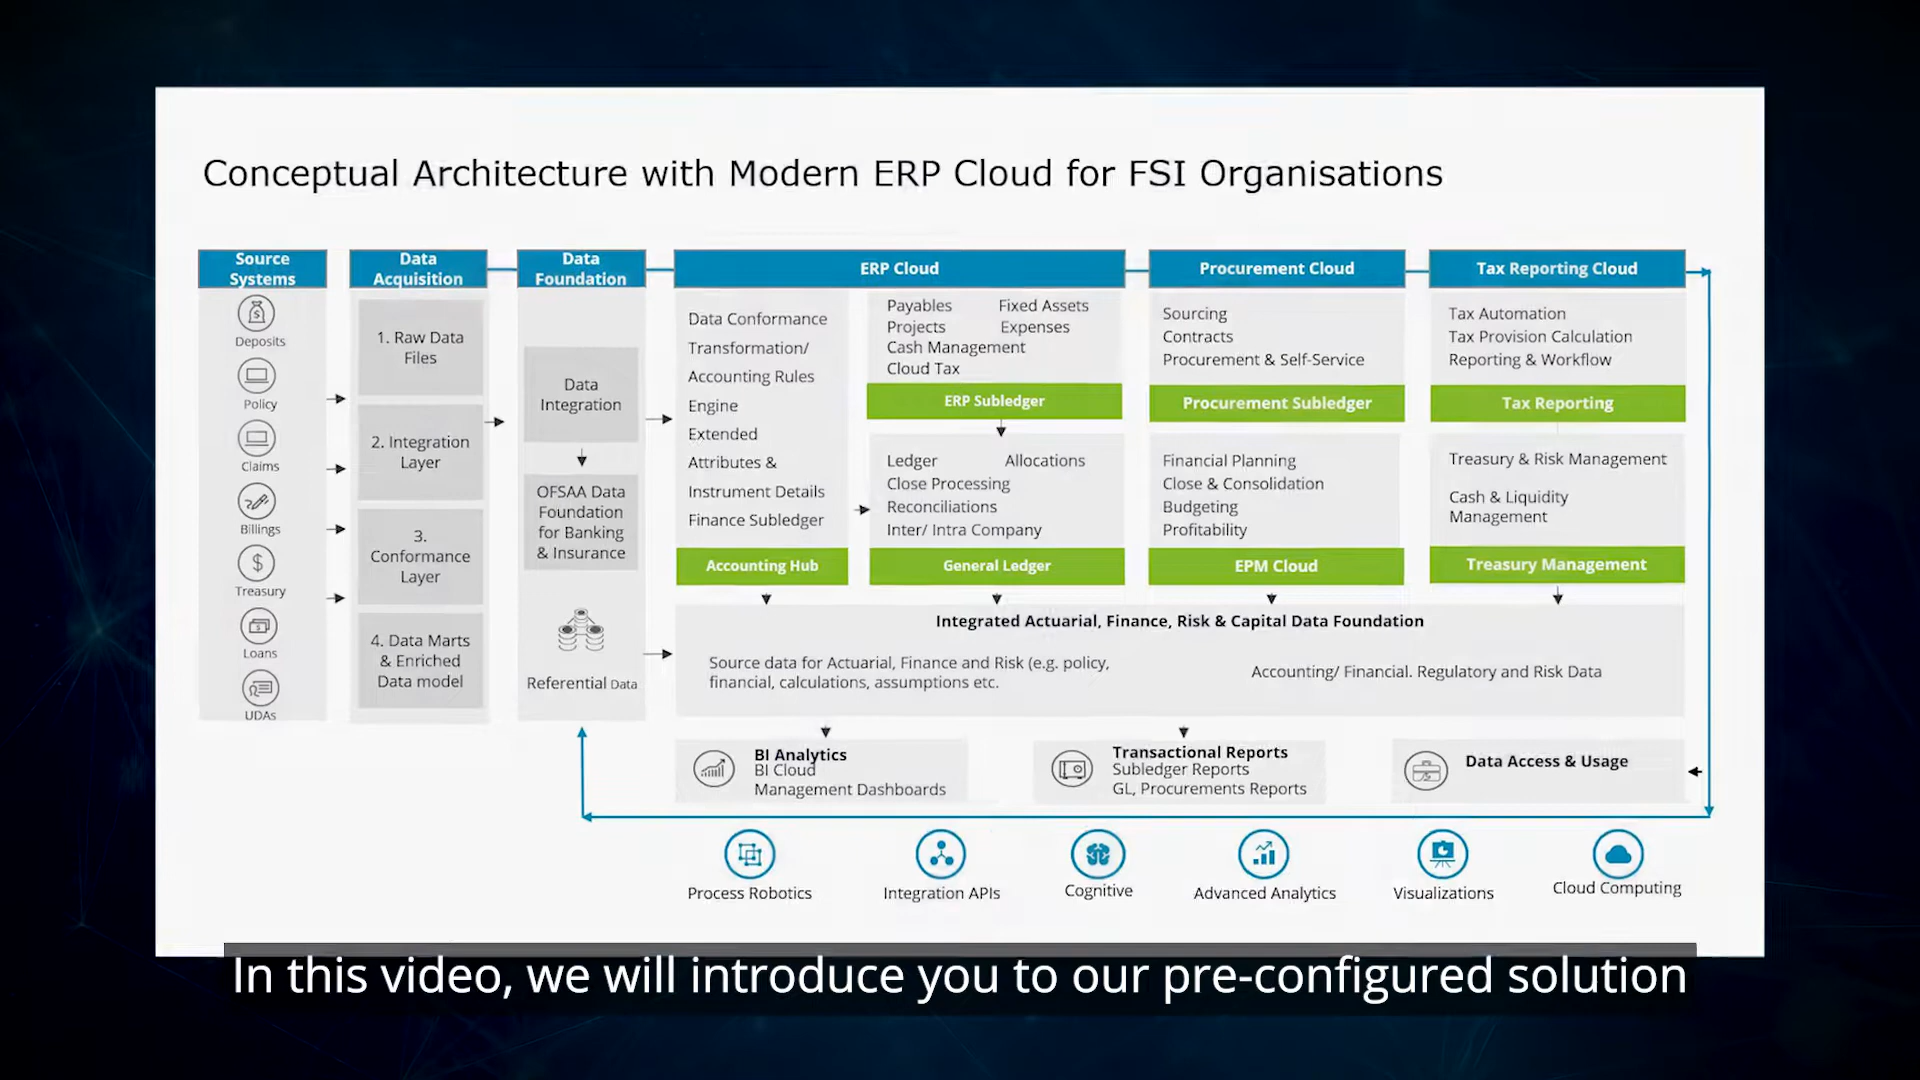 Conceptual Architecture with Modern ERP Cloud for FSI Organisations
Source
Systems
Deposits
Policy
Claims
Billings
Treasury
Loans
UDAs
Data
Acquisition
1. Raw Data
Files
2. Integration
Layer
3.
Conformance
Layer
4. Data Marts
& Enriched
Data model
Data
Foundation
Data
Integration
OFSAA Data
Foundation
for Banking
& Insurance
Referential Data
ERP Cloud
Data Conformance
Transformation/
Accounting Rules
Engine
Extended
Attributes &
Instrument Details
Finance Subledger
Accounting Hub
Payables Fixed Assets
Projects Expenses
Cash Management
Cloud Tax
ERP Subledger
Ledger Allocations
Close Processing
Reconciliations
Inter/ Intra Company
General Ledger
Procurement Cloud
Sourcing
Contracts
Procurement & Self-Service
Procurement Subledger
Financial Planning
Close & Consolidation
Budgeting
Profitability
EPM Cloud
Tax Reporting Cloud
Tax Automation
Tax Provision Calculation
Reporting & Workflow
Tax Reporting
Treasury & Risk Management
Cash & Liquidity
Management
Treasury Management
Integrated Actuarial, Finance, Risk & Capital Data Foundation
Source data for Actuarial, Finance and Risk (e.g. policy,
financial, calculations, assumptions etc.
Accounting/ Financial. Regulatory and Risk Data
BI Analytics
BI Cloud
Management Dashboards
Transactional Reports
Subledger Reports
GL, Procurements Reports
Data Access & Usage
Process Robotics
Integration APIs
Cognitive
Advanced Analytics
Visualizations
Cloud Computing
In this video, we will introduce you to our pre-configured solution